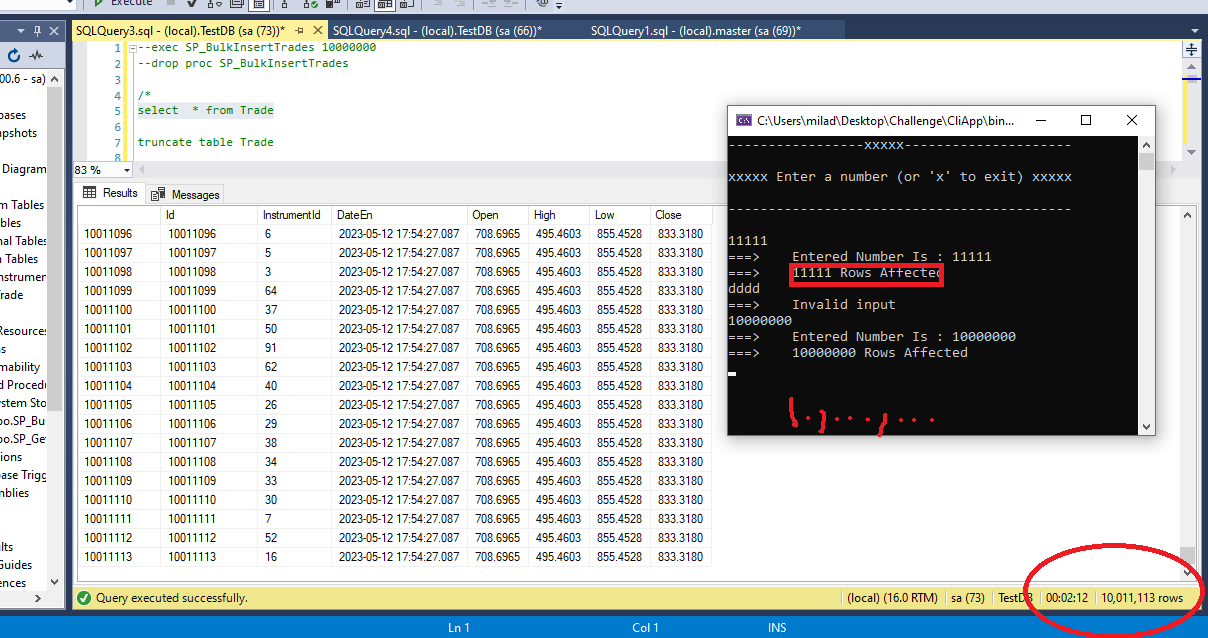 Execute
SQLQuery3.sql - (local).TestDB (sa (73))*
SQLQuery4.sql - (local).TestDB (sa (66))*
SQLQuery1.sql - (local).master (sa (69))*
00.6 - sa)
bases
apshots
Diagram
m Tables
bles
nal Tables
n Tables
nstrumen
rade
Resources
ns
mability
d Procedu
ystem Sto
oo.SP_Bu
oo.SP_Ge
tions
base Trigg
mblies
lts
Guides
ences
1 --exec SP_BulkInsertTrades 10000000
2 --drop proc SP_BulkInsertTrades
3
4 /*
5 select * from Trade
6
7 truncate table Trade
8
83 %
Results Messages
Id InstrumentId DateEn Open High Low Close
10011096 10011096 6 2023-05-12 17:54:27.087 708.6965 495.4603 855.4528 833.3180
10011097 10011097 5 2023-05-12 17:54:27.087 708.6965 495.4603 855.4528 833.3180
10011098 10011098 3 2023-05-12 17:54:27.087 708.6965 495.4603 855.4528 833.3180
10011099 10011099 64 2023-05-12 17:54:27.087 708.6965 495.4603 855.4528 833.3180
10011100 10011100 37 2023-05-12 17:54:27.087 708.6965 495.4603 855.4528 833.3180
10011101 10011101 50 2023-05-12 17:54:27.087 708.6965 495.4603 855.4528 833.3180
10011102 10011102 91 2023-05-12 17:54:27.087 708.6965 495.4603 855.4528 833.3180
10011103 10011103 62 2023-05-12 17:54:27.087 708.6965 495.4603 855.4528 833.3180
10011104 10011104 40 2023-05-12 17:54:27.087 708.6965 495.4603 855.4528 833.3180
10011105 10011105 26 2023-05-12 17:54:27.087 708.6965 495.4603 855.4528 833.3180
10011106 10011106 29 2023-05-12 17:54:27.087 708.6965 495.4603 855.4528 833.3180
10011107 10011107 38 2023-05-12 17:54:27.087 708.6965 495.4603 855.4528 833.3180
10011108 10011108 34 2023-05-12 17:54:27.087 708.6965 495.4603 855.4528 833.3180
10011109 10011109 33 2023-05-12 17:54:27.087 708.6965 495.4603 855.4528 833.3180
10011110 10011110 30 2023-05-12 17:54:27.087 708.6965 495.4603 855.4528 833.3180
10011111 10011111 7 2023-05-12 17:54:27.087 708.6965 495.4603 855.4528 833.3180
10011112 10011112 52 2023-05-12 17:54:27.087 708.6965 495.4603 855.4528 833.3180
10011113 10011113 16 2023-05-12 17:54:27.087 708.6965 495.4603 855.4528 833.3180
C:\Users\milad\Desktop\Challenge\CliApp\bin...
-----------------xxxxx---------------------
xxxxx Enter a number (or 'x' to exit) xxxxx
-------------------------------------------
11111
===> Entered Number Is : 11111
===> 11111 Rows Affected
dddd
===> Invalid input
10000000
===> Entered Number Is : 10000000
===> 10000000 Rows Affected
۱۰,۰۰۰,۰۰۰
Query executed successfully. (local) (16.0 RTM) sa (73) TestDB 00:02:12 10,011,113 rows
Ln 1 Col 1 INS